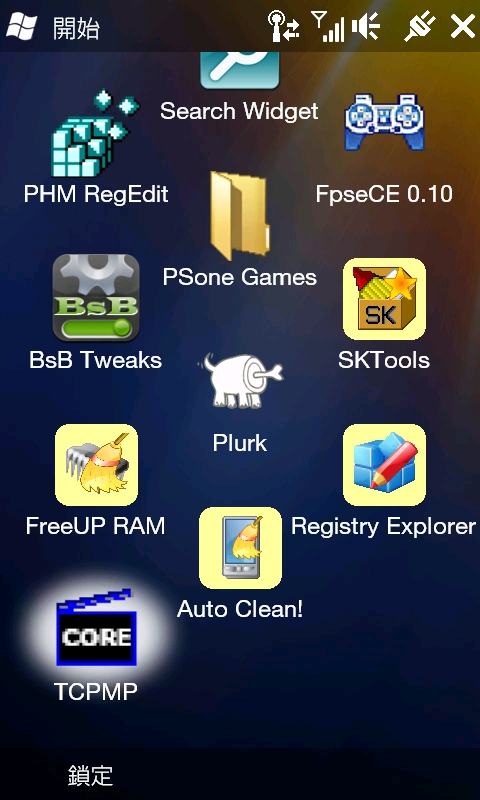 開始
Search Widget
PHM RegEdit
FpseCE 0.10
PSone Games
BsB
BsB Tweaks
SK
SKTools
Plurk
FreeUP RAM
Registry Explorer
Auto Clean!
CORE
TCPMP
鎖定